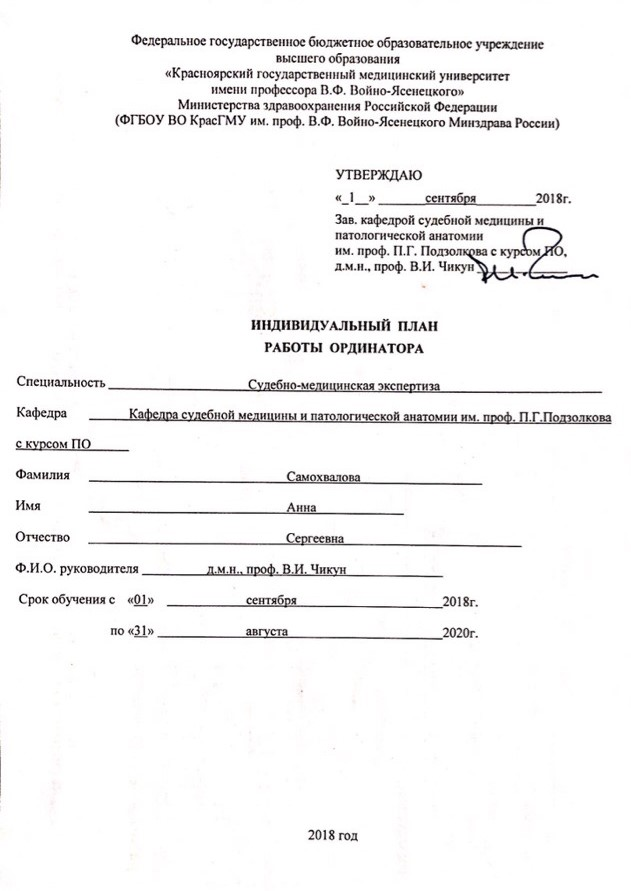 Федеральное государственное бюджетное образовательное учреждение
высшего образования
«Красноярский государственный медицинский университет
имени профессора В.Ф. Войно-Ясенецкого»
Министерства здравоохранения Российской Федерации
(ФГБОУ ВО КрасГМУ им. проф. В.Ф. Войно-Ясенецкого Минздрава России)
УТВЕРЖДАЮ
«_1__» _______сентября_________2018г.
Зав. кафедрой судебной медицины и
патологической анатомии
им. проф. П.Г. Подзолкова с курсом ПО,
д.м.н., проф. В.И. Чикун
ИНДИВИДУАЛЬНЫЙ ПЛАН
РАБОТЫ ОРДИНАТОРА
Специальность Судебно-медицинская экспертиза
Кафедра Кафедра судебной медицины и патологической анатомии им. проф. П.Г.Подзолкова
с курсом ПО
Фамилия Самохвалова
Имя Анна
Отчество Сергеевна
Ф.И.О. руководителя д.м.н., проф. В.И. Чикун
Срок обучения с «01» сентября 2018г.
по «31» августа 2020г.
2018 год